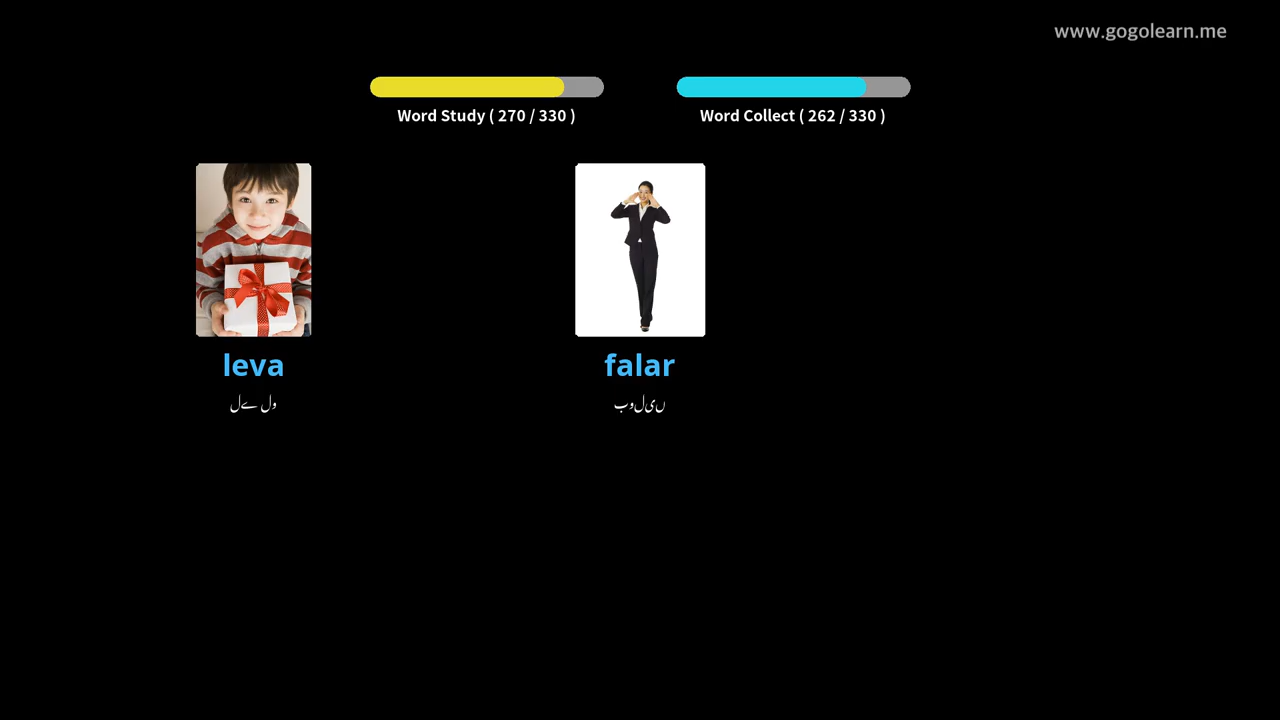 www.gogolearn.me
Word Study ( 270 / 330 )
Word Collect ( 262 / 330 )
leva
لے لو
falar
بولیں